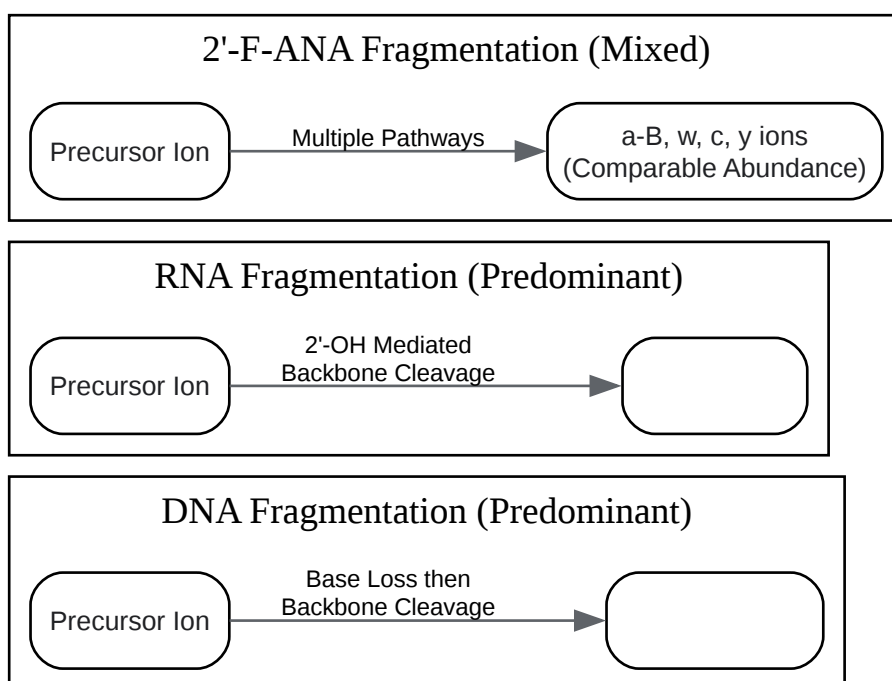 2'-F-ANA Fragmentation (Mixed)
Precursor Ion
Multiple Pathways
a-B, w, c, y ions
(Comparable Abundance)
RNA Fragmentation (Predominant)
Precursor Ion
2'-OH Mediated
Backbone Cleavage
DNA Fragmentation (Predominant)
Precursor Ion
Base Loss then
Backbone Cleavage